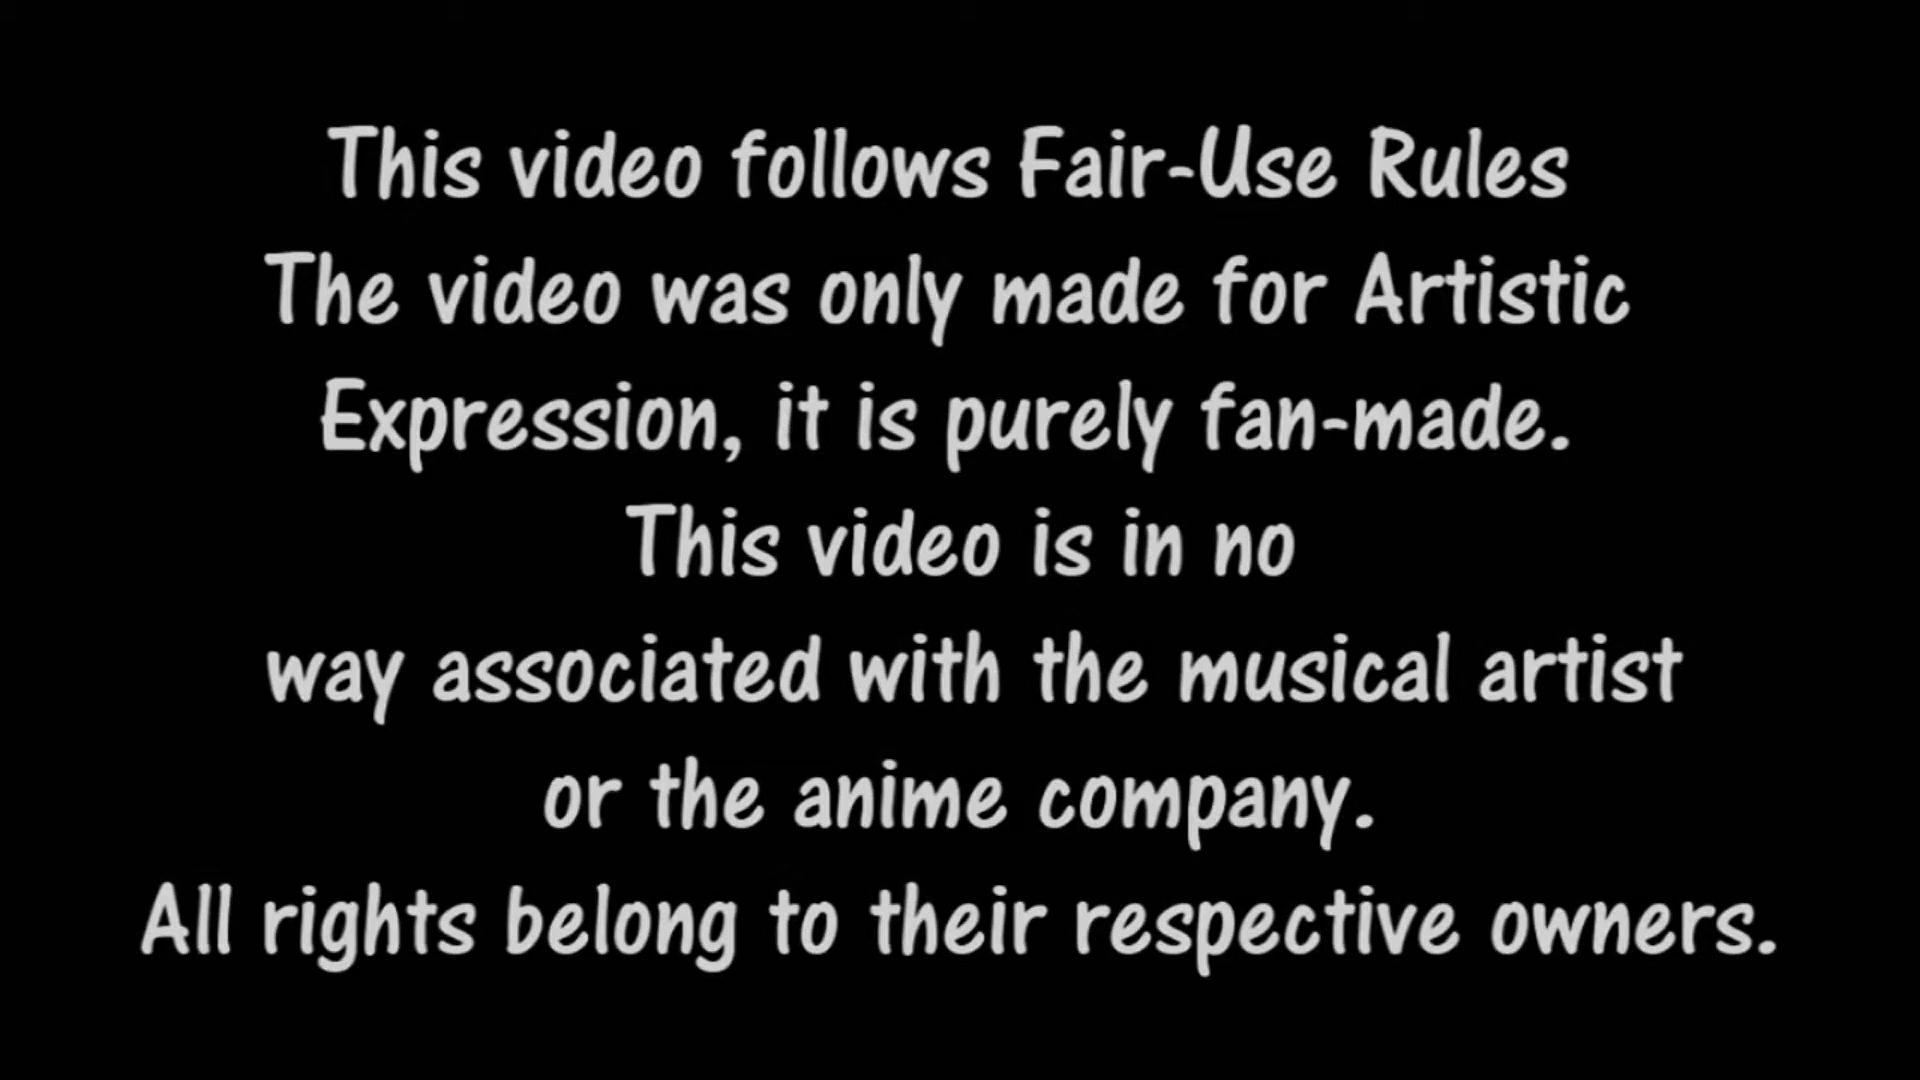 This video follows Fair-Use Rules
The video was only made for Artistic
Expression, it is purely fan-made.
This video is in no
way associated with the musical artist
or the anime company.
All rights belong to their respective owners.